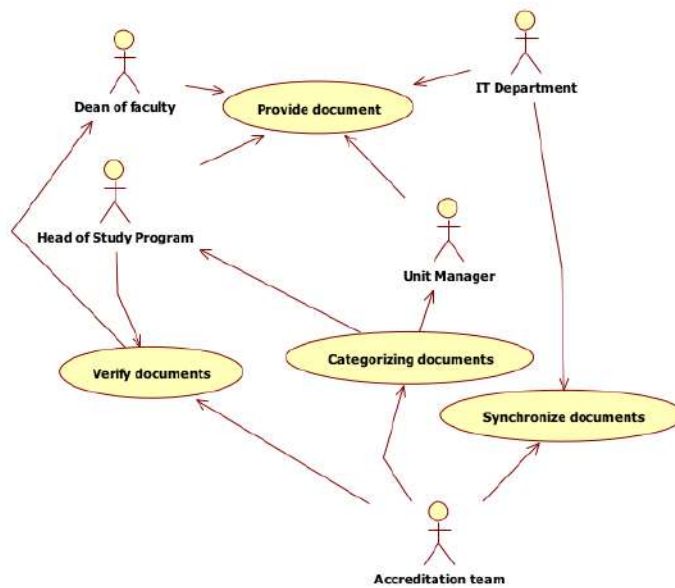 Dean of faculty
IT Department
Provide document
Head of Study Program
Unit Manager
Verify documents
Categorizing documents
Synchronize documents
Accreditation team